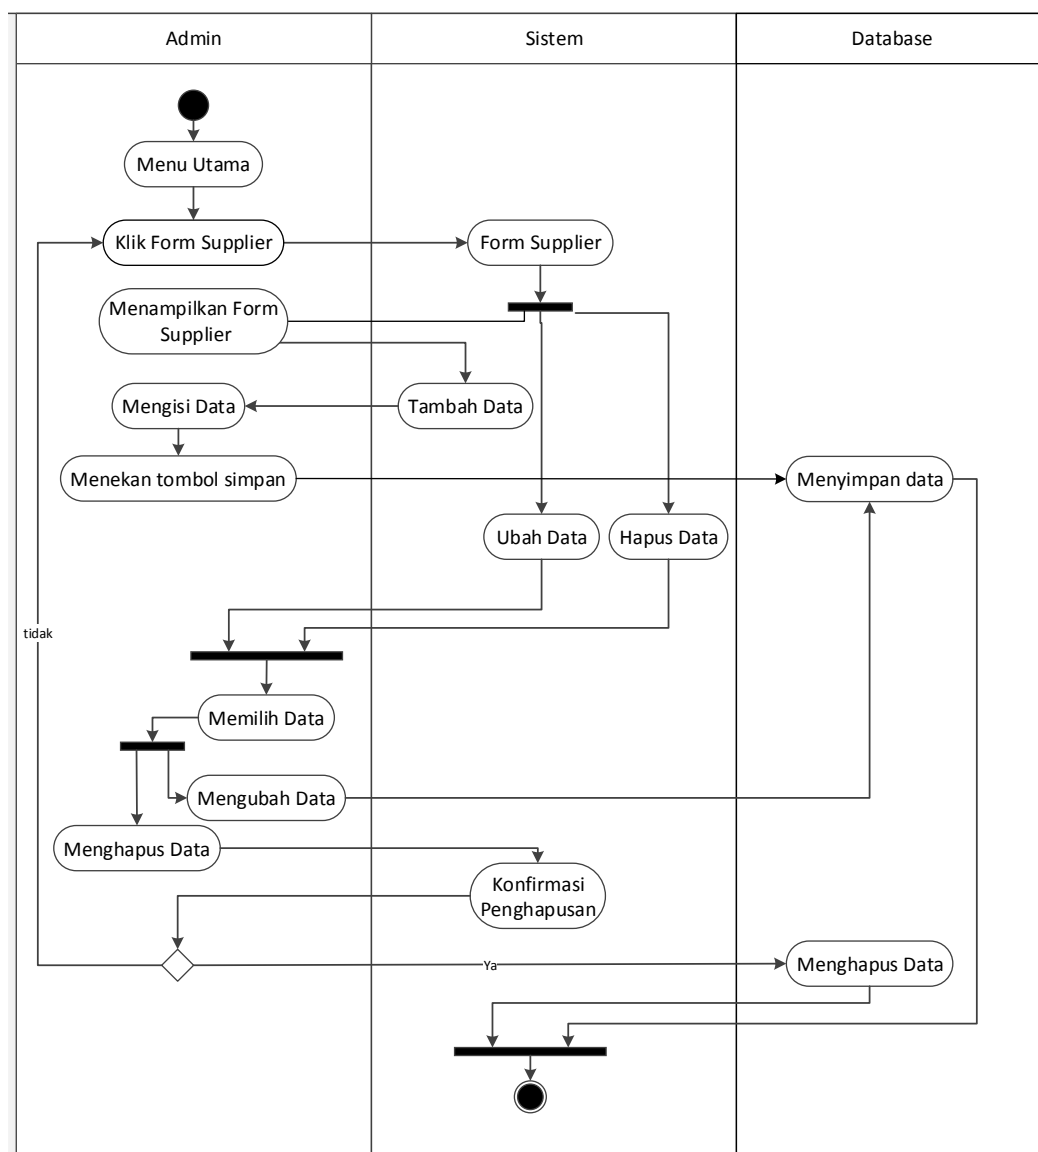 Admin
Sistem
Database
Menu Utama
Klik Form Supplier
Form Supplier
Menampilkan Form
Supplier
Mengisi Data
Tambah Data
Menekan tombol simpan
Menyimpan data
Ubah Data
Hapus Data
tidak
Memilih Data
Mengubah Data
Menghapus Data
Konfirmasi
Penghapusan
Ya
Menghapus Data